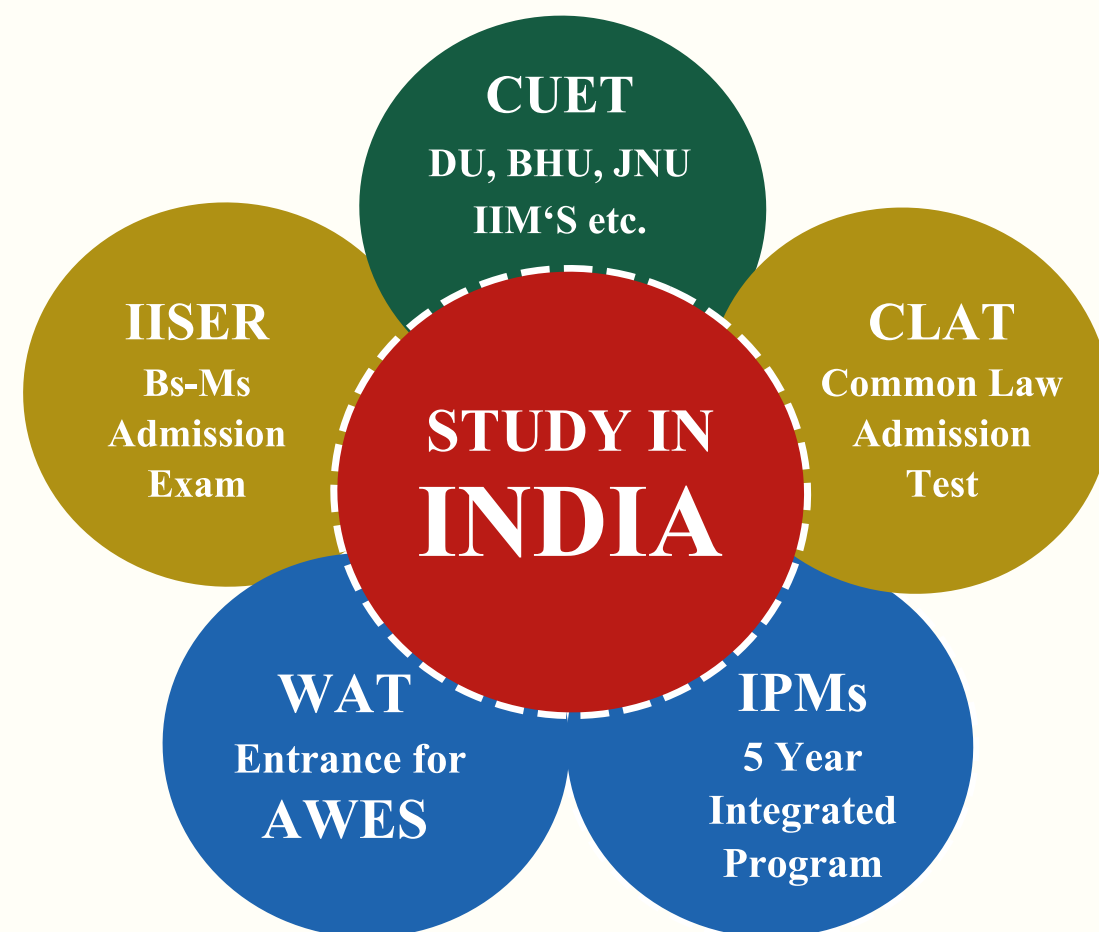 CUET
DU, BHU, JNU
IIM‘S etc.
IISER
Bs-Ms
Admission
Exam
STUDY IN
INDIA
CLAT
Common Law
Admission
Test
WAT
Entrance for
AWES
IPMs
5 Year
Integrated
Program